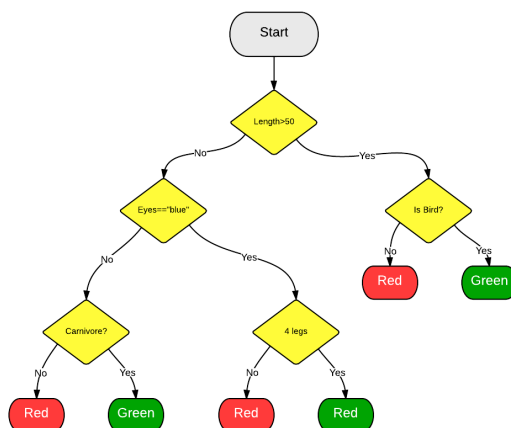 Start
Length>50
No
Yes
Eyes=="blue"
Is Bird?
No
Yes
No
Yes
Red
Green
Carnivore?
4 legs
No
Yes
No
Yes
Red
Green
Red
Red